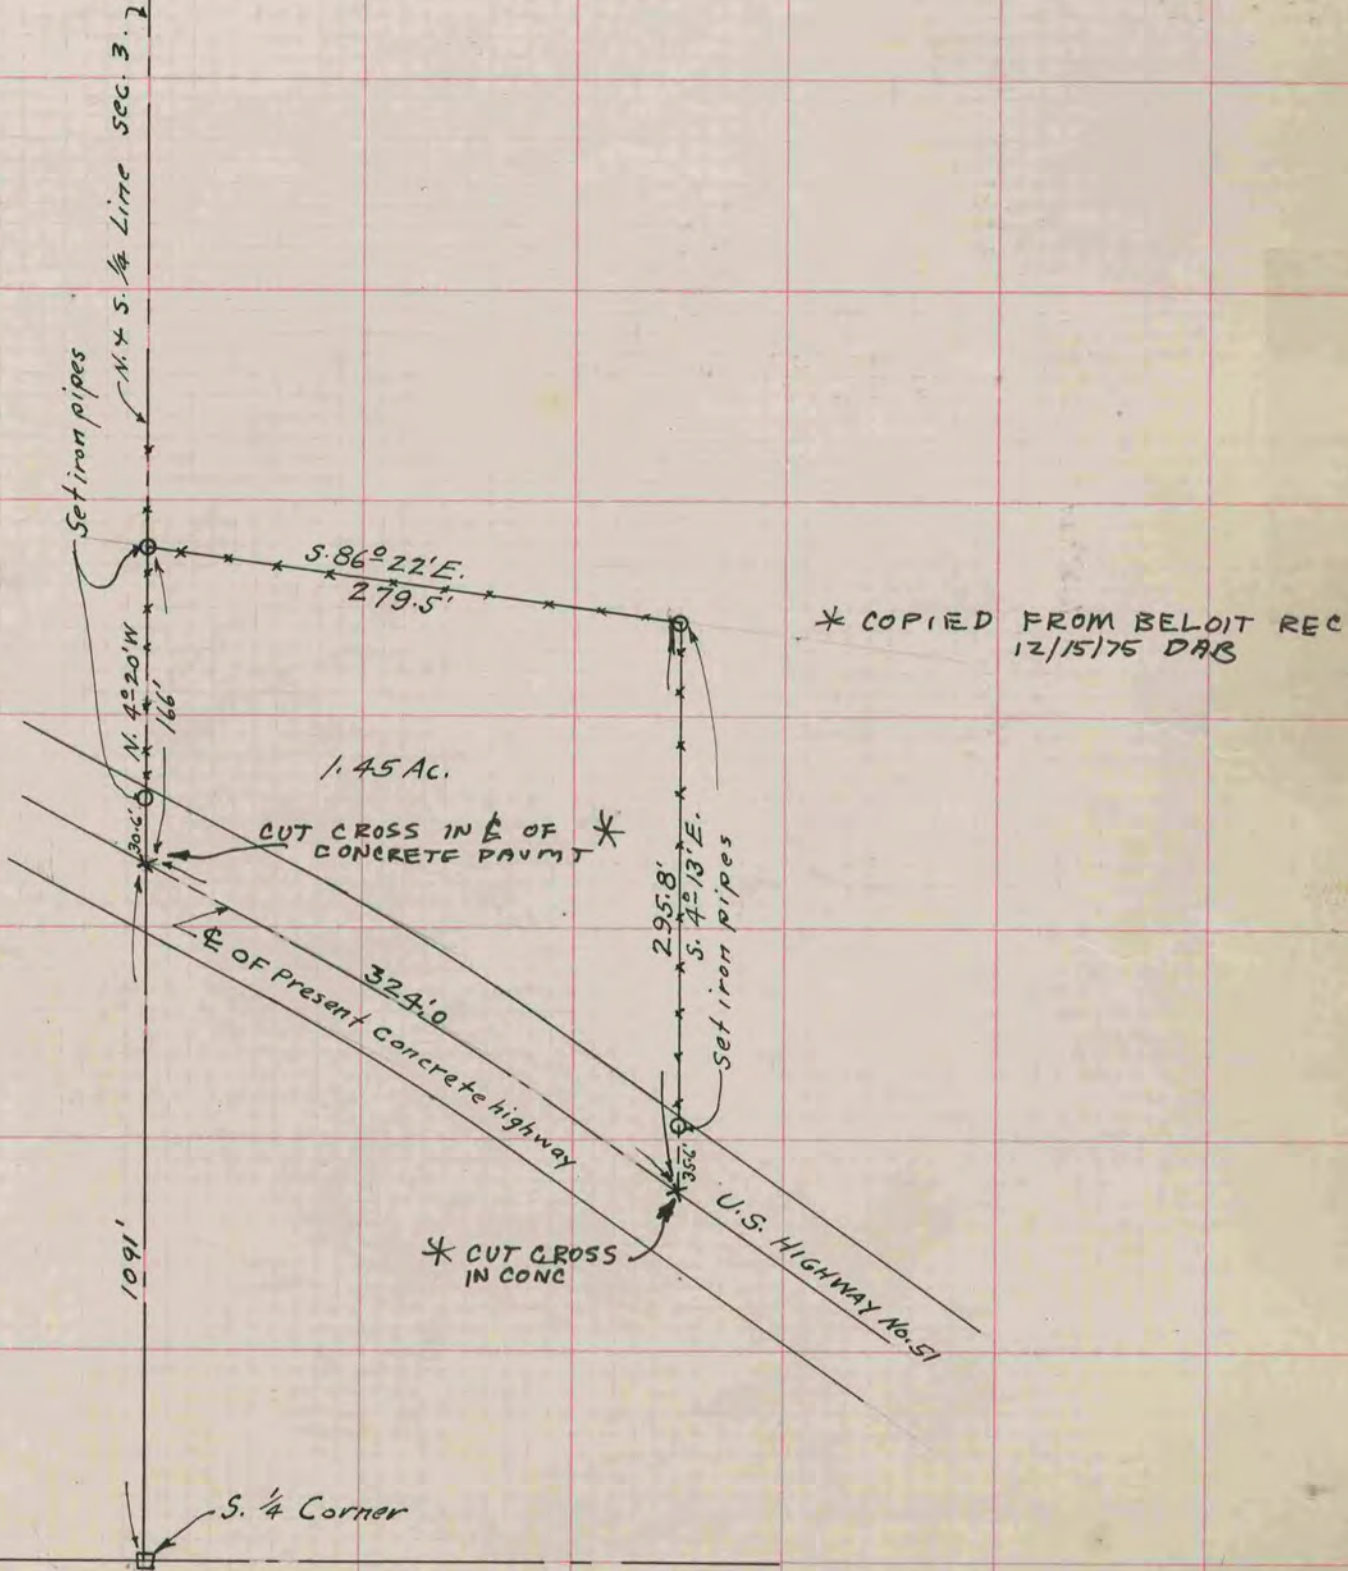 N. & S. ¼ Line Sec. 3.
Set iron pipes
S. 86° 22' E.
279.5'
* COPIED FROM BELOIT REC
12/15/75 DAB
N. 4° 20' W
166'
1.45 Ac.
30.6'
CUT CROSS IN ℄ OF *
CONCRETE PAVMT
295.8'
S. 4° 13' E.
Set iron pipes
℄ OF Present Concrete highway
324.0'
35.6'
U.S. HIGHWAY No. 51
* CUT CROSS
IN CONC
1091'
S. ¼ Corner